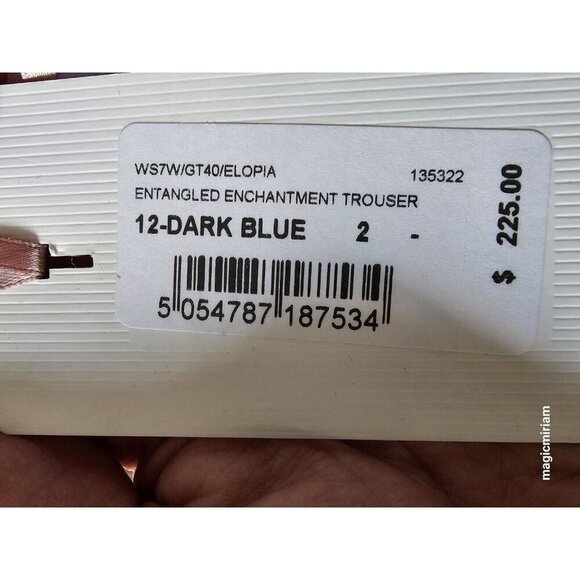 WS7W/GT40/ELOPIA 135322
ENTANGLED ENCHANTMENT TROUSER
12-DARK BLUE 2 -
5 054787 187534
$ 225.00
magicmiriam